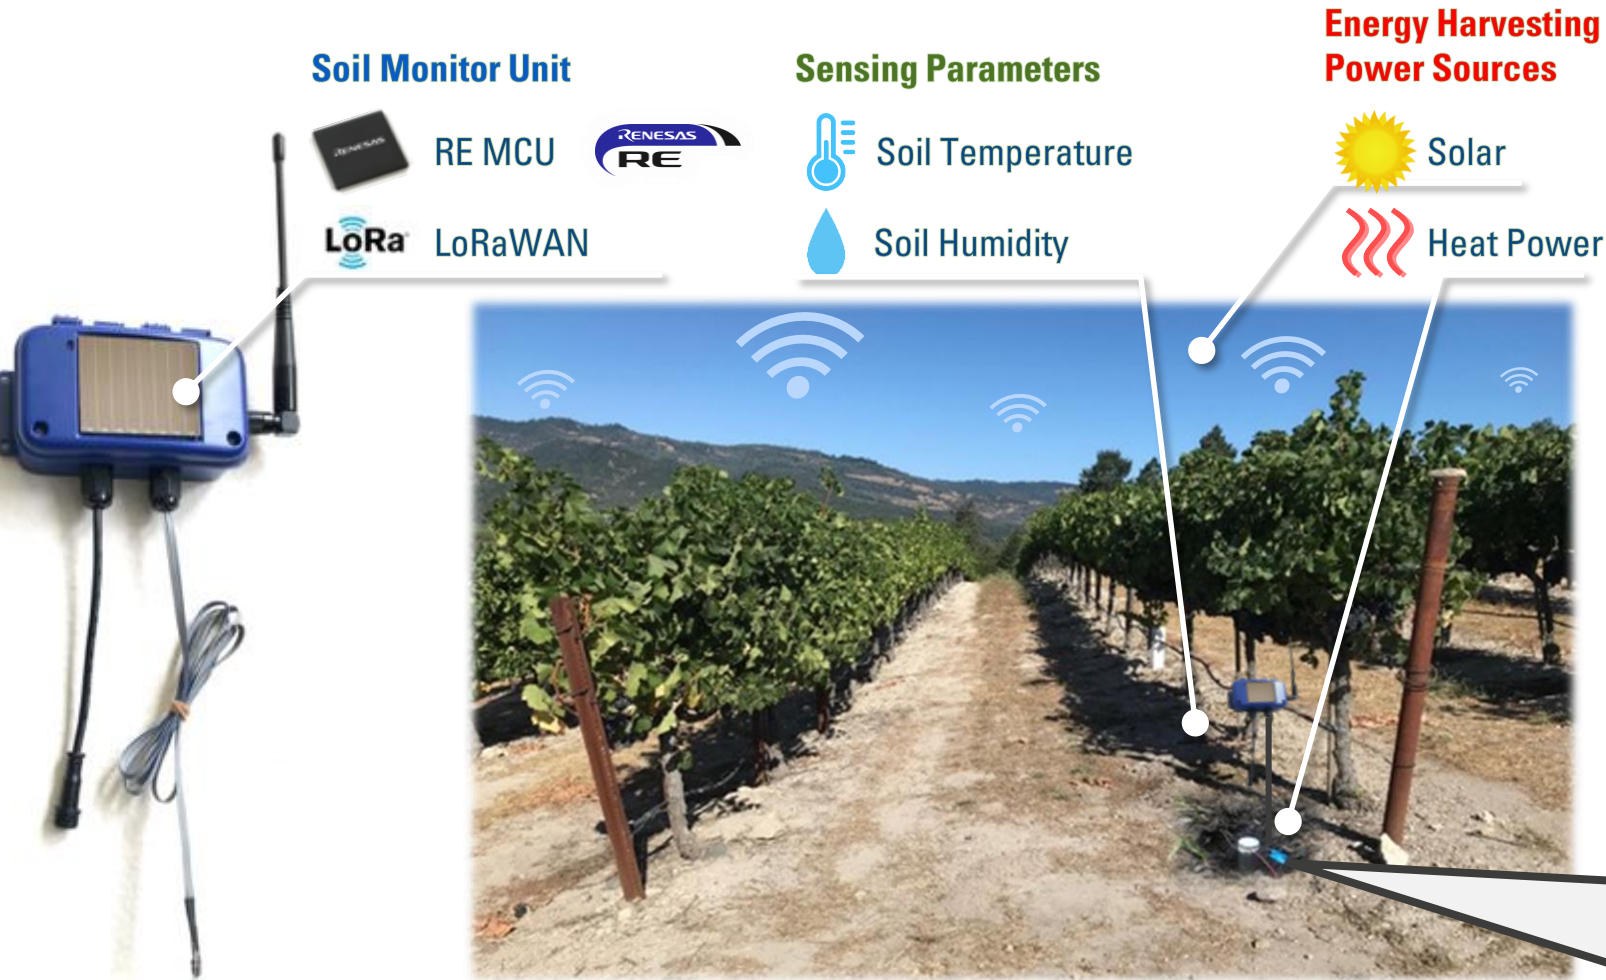 Soil Monitor Unit
RENESAS
RE MCU
RENESAS
RE
LoRa
LoRaWAN
Sensing Parameters
Soil Temperature
Soil Humidity
Energy Harvesting
Power Sources
Solar
Heat Power